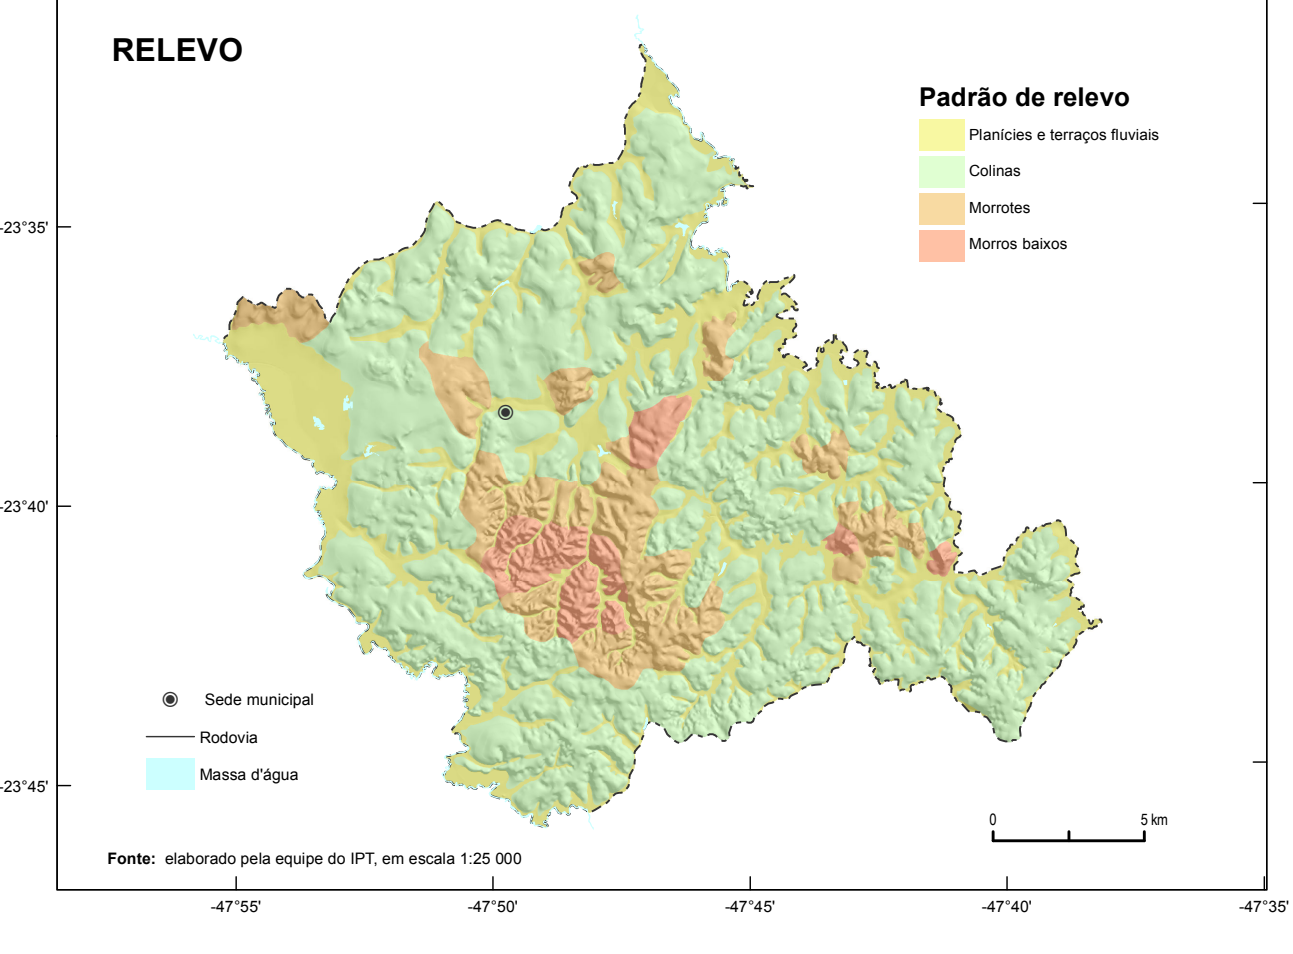 RELEVO
Padrão de relevo
Planícies e terraços fluviais
Colinas
Morrotes
Morros baixos
-23°35'
-23°40'
-23°45'
Sede municipal
Rodovia
Massa d'água
0 5 km
Fonte: elaborado pela equipe do IPT, em escala 1:25 000
-47°55' -47°50' -47°45' -47°40' -47°35'